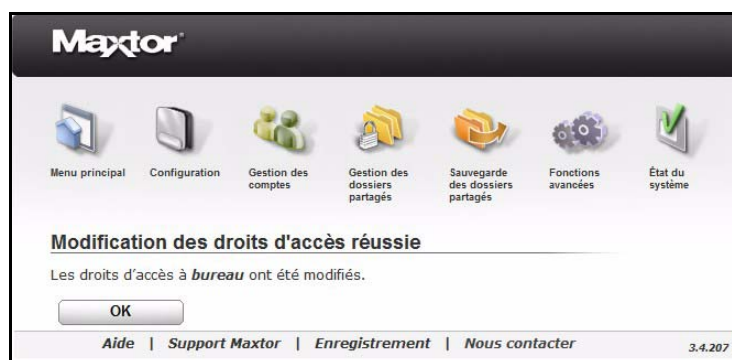 Maxtor
Menu principal
Configuration
Gestion des
comptes
Gestion des
dossiers
partagés
Sauvegarde
des dossiers
partagés
Fonctions
avancées
État du
système
Modification des droits d'accès réussie
Les droits d'accès à bureau ont été modifiés.
OK
Aide | Support Maxtor | Enregistrement | Nous contacter 3.4.207